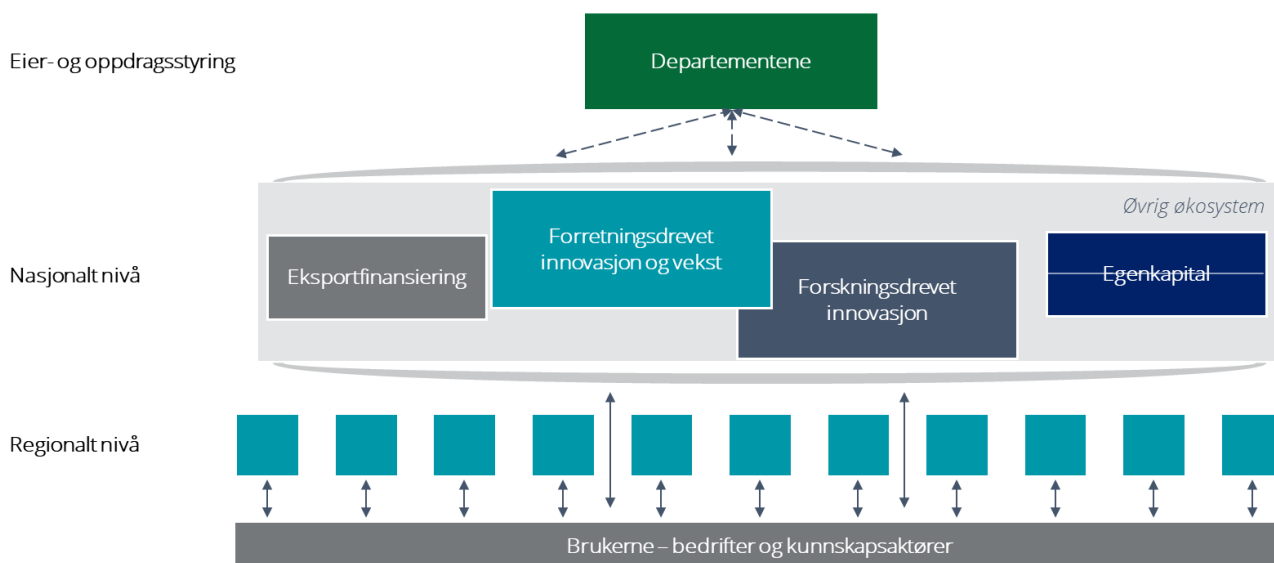 Eier- og oppdragsstyring
Departementene
Øvrig økosystem
Nasjonalt nivå
Eksportfinansiering
Forretningsdrevet
innovasjon og vekst
Forskningsdrevet
innovasjon
Egenkapital
Regionalt nivå
Brukerne – bedrifter og kunnskapsaktører